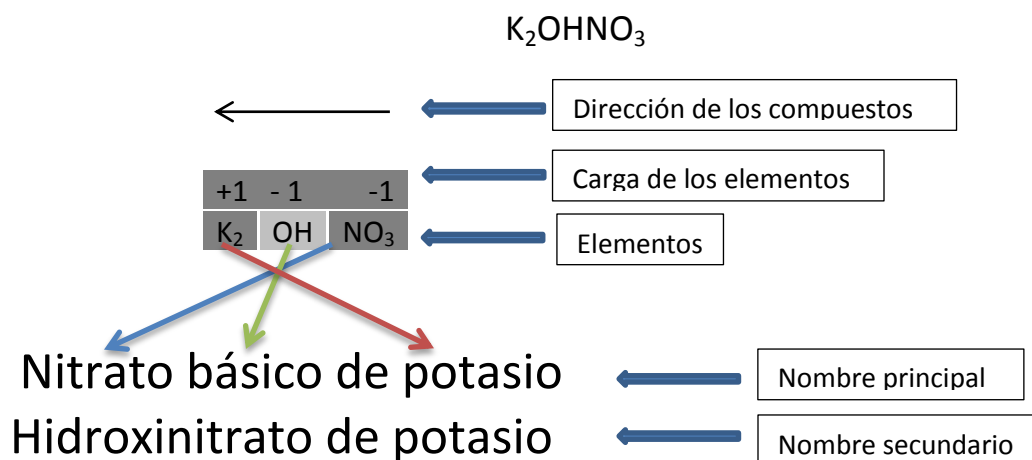 K₂OHNO₃
Dirección de los compuestos
+1 - 1 -1
Carga de los elementos
K₂ OH NO₃
Elementos
Nitrato básico de potasio
Nombre principal
Hidroxinitrato de potasio
Nombre secundario